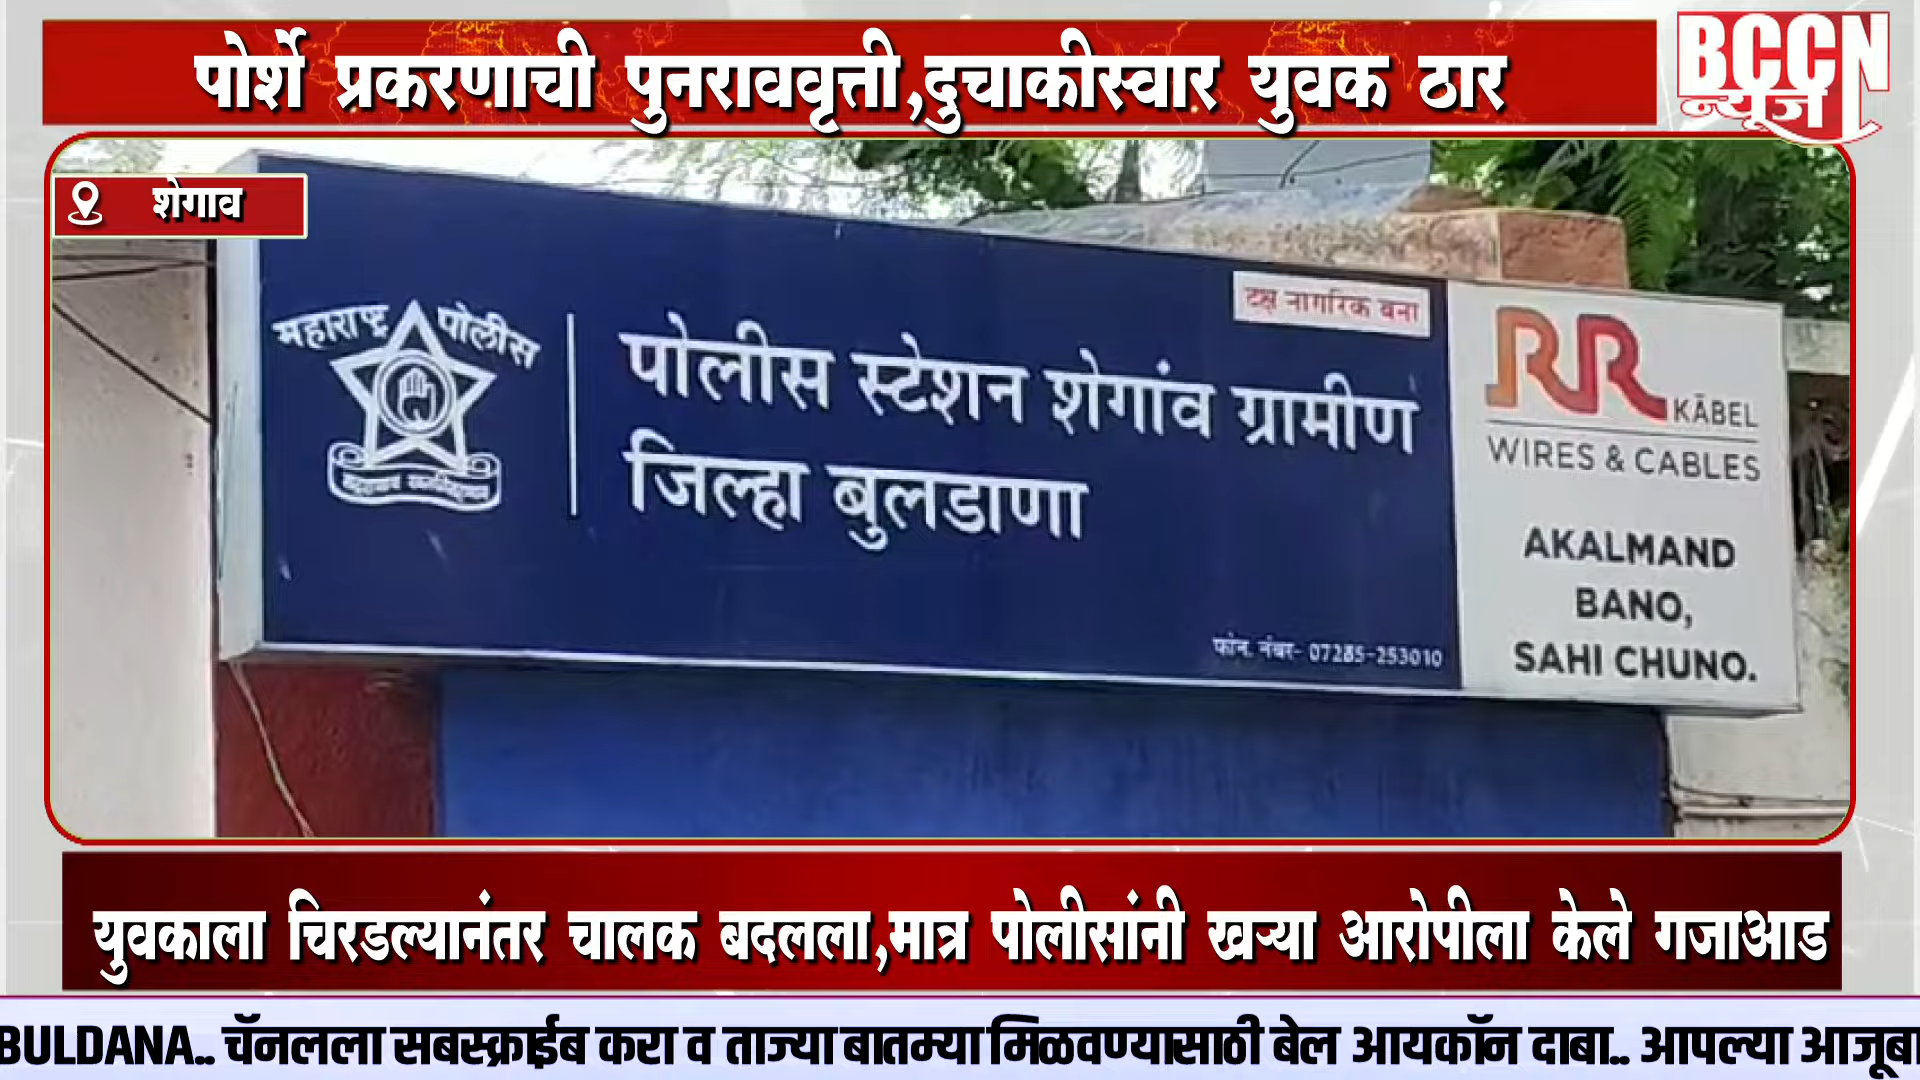 पोर्शे प्रकरणाची पुनराववृत्ती,दुचाकीस्वार युवक ठार
BCCN
न्यूज
शेगाव
दक्ष नागरिक बना
महाराष्ट्र पोलीस
पोलीस स्टेशन शेगांव ग्रामीण
जिल्हा बुलडाणा
फोन. नंबर- 07265-253010
RR KĀBEL
WIRES & CABLES
AKALMAND
BANO,
SAHI CHUNO.
युवकाला चिरडल्यानंतर चालक बदलला,मात्र पोलीसांनी खऱ्या आरोपीला केले गजाआड
BULDANA.. चॅनलला सबस्क्राईब करा व ताज्या बातम्या मिळवण्यासाठी बेल आयकॉन दाबा.. आपल्या आजूबा